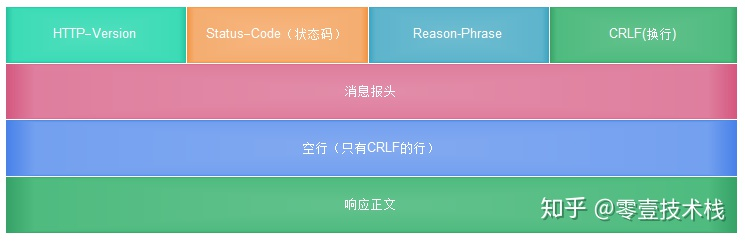 HTTP-Version Status-Code（状态码） Reason-Phrase CRLF(换行)
消息报头
空行（只有CRLF的行）
响应正文
知乎 @零壹技术栈